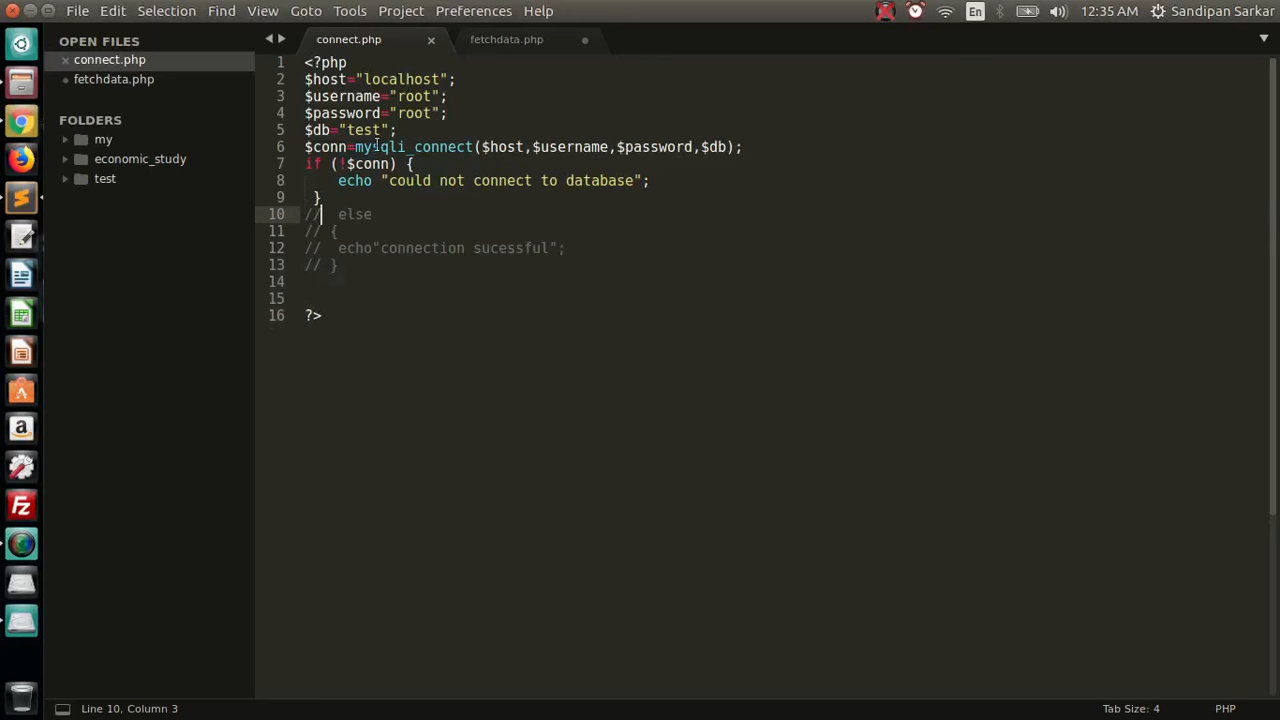 File Edit Selection Find View Goto Tools Project Preferences Help En 12:35 AM Sandipan Sarkar
OPEN FILES
connect.php
fetchdata.php
FOLDERS
my
economic_study
test
connect.php fetchdata.php
1 <?php
2 $host="localhost";
3 $username="root";
4 $password="root";
5 $db="test";
6 $conn=mysqli_connect($host,$username,$password,$db);
7 if (!$conn) {
8 echo "could not connect to database";
9 }
10 // else
11 // {
12 // echo"connection sucessful";
13 // }
14
15
16 ?>
Line 10, Column 3 Tab Size: 4 PHP